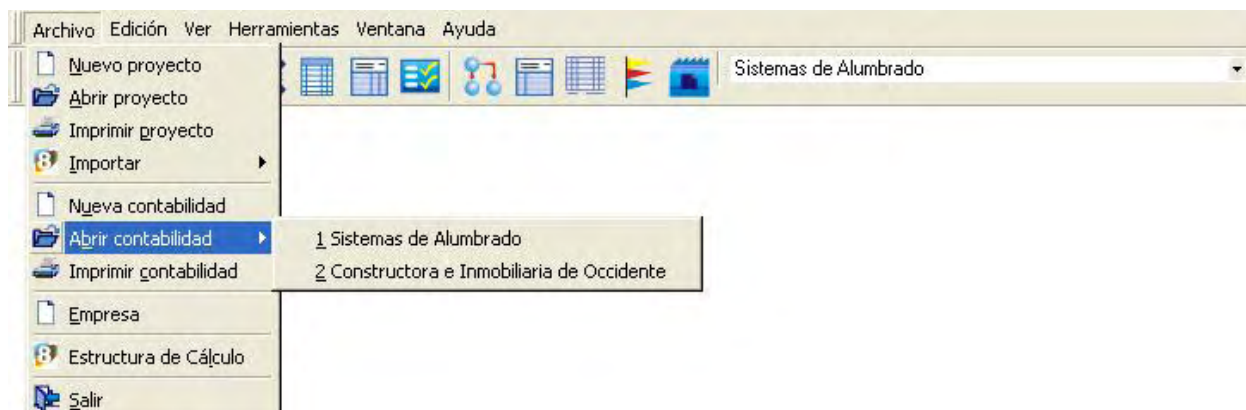 Archivo Edición Ver Herramientas Ventana Ayuda
Sistemas de Alumbrado
Nuevo proyecto
Abrir proyecto
Imprimir proyecto
Importar
Nueva contabilidad
Abrir contabilidad
1 Sistemas de Alumbrado
2 Constructora e Inmobiliaria de Occidente
Imprimir contabilidad
Empresa
Estructura de Cálculo
Salir